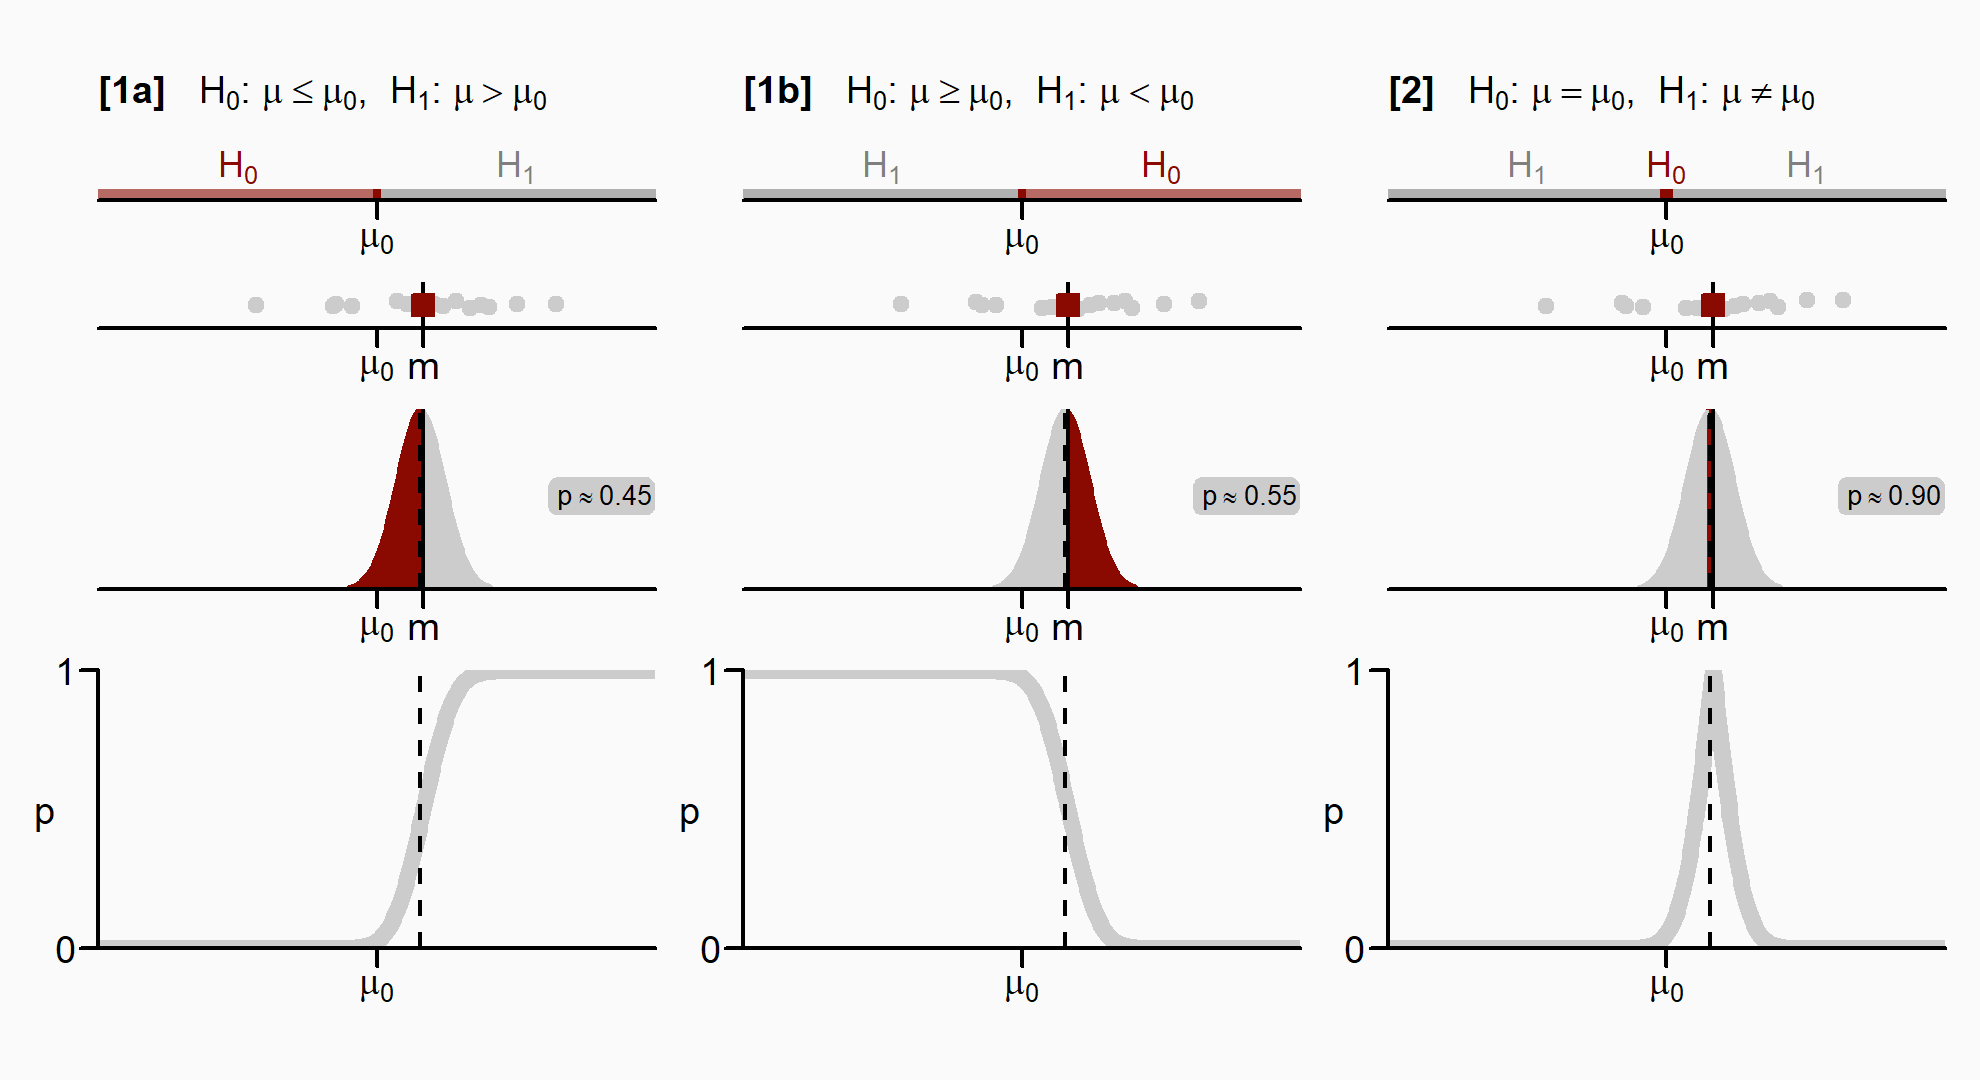 [1a] H₀: μ ≤ μ₀, H₁: μ > μ₀
H₀ H₁
μ₀
μ₀ m
p ≈ 0.45
μ₀ m
1
p
0
μ₀
[1b] H₀: μ ≥ μ₀, H₁: μ < μ₀
H₁ H₀
μ₀
μ₀ m
p ≈ 0.55
μ₀ m
1
p
0
μ₀
[2] H₀: μ = μ₀, H₁: μ ≠ μ₀
H₁ H₀ H₁
μ₀
μ₀ m
p ≈ 0.90
μ₀ m
1
p
0
μ₀